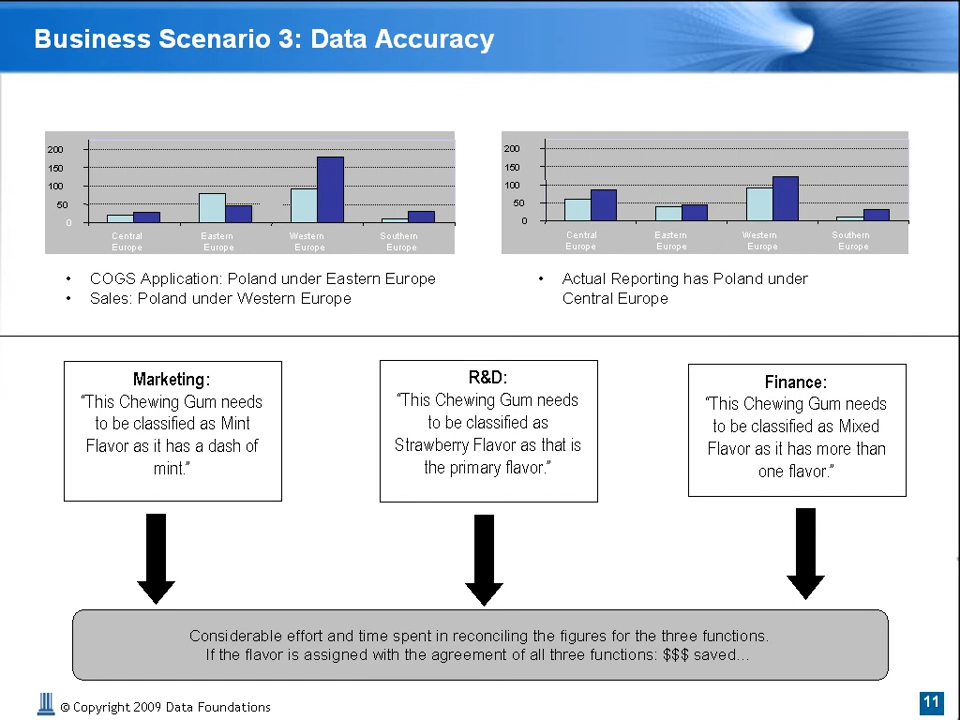 Business Scenario 3: Data Accuracy
200
150
100
50
0
Central Eastern Western Southern
Europe Europe Europe Europe
200
150
100
50
0
Central Eastern Western Southern
Europe Europe Europe Europe
• COGS Application: Poland under Eastern Europe
• Sales: Poland under Western Europe
• Actual Reporting has Poland under
Central Europe
Marketing:
“This Chewing Gum needs
to be classified as Mint
Flavor as it has a dash of
mint.”
R&D:
“This Chewing Gum needs
to be classified as
Strawberry Flavor as that is
the primary flavor.”
Finance:
“This Chewing Gum needs
to be classified as Mixed
Flavor as it has more than
one flavor.”
Considerable effort and time spent in reconciling the figures for the three functions.
If the flavor is assigned with the agreement of all three functions: $$$ saved…
© Copyright 2009 Data Foundations
11